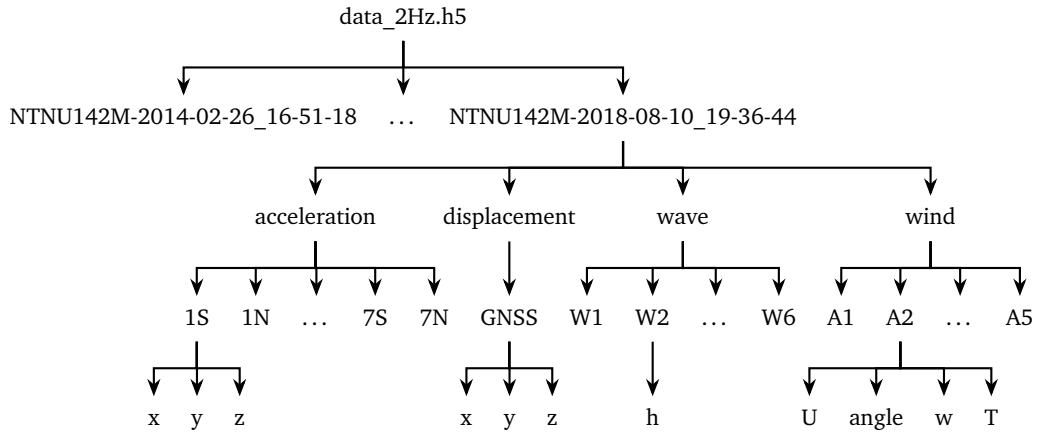 data_2Hz.h5
NTNU142M-2014-02-26_16-51-18 ... NTNU142M-2018-08-10_19-36-44
acceleration displacement wave wind
1S 1N ... 7S 7N GNSS W1 W2 ... W6 A1 A2 ... A5
x y z x y z h U angle w T